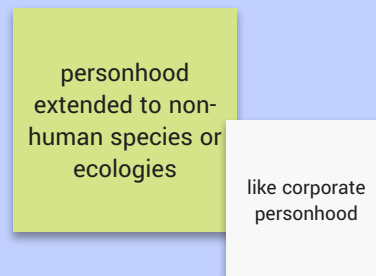 personhood
extended to non-
human species or
ecologies
like corporate
personhood